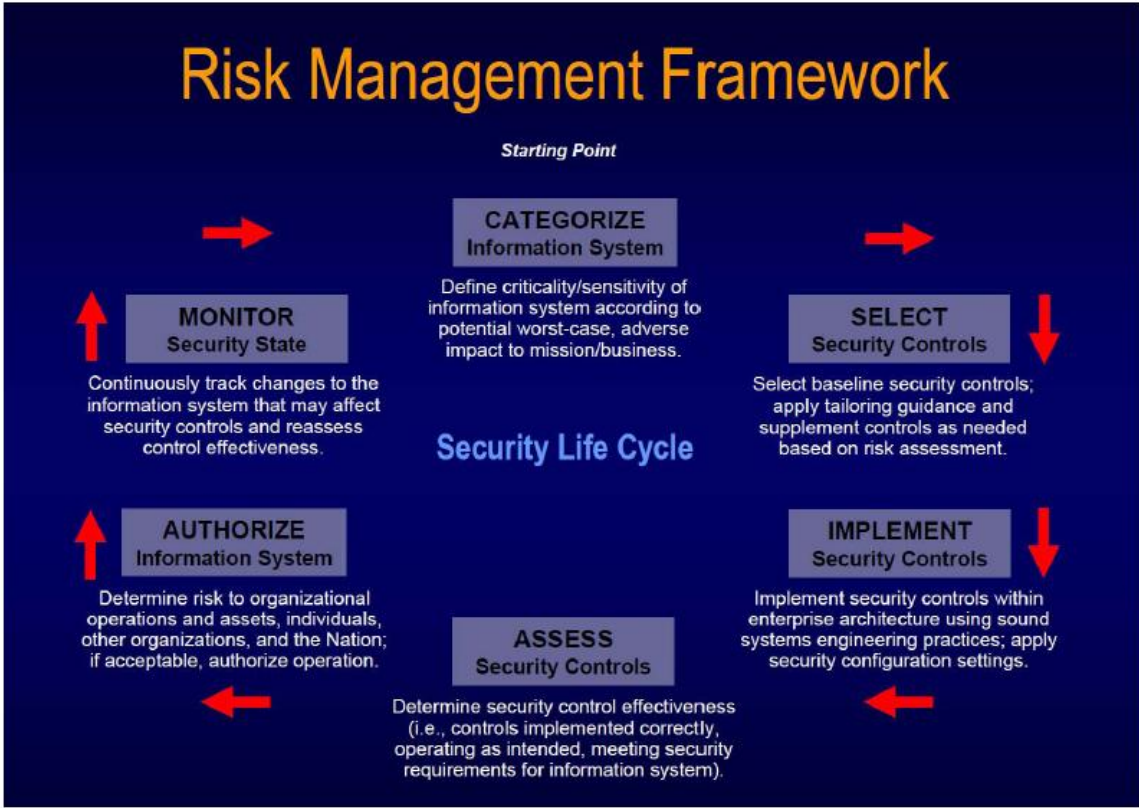 Risk Management Framework
Starting Point
CATEGORIZE
Information System
Define criticality/sensitivity of
information system according to
potential worst-case, adverse
impact to mission/business.
SELECT
Security Controls
Select baseline security controls;
apply tailoring guidance and
supplement controls as needed
based on risk assessment.
IMPLEMENT
Security Controls
Implement security controls within
enterprise architecture using sound
systems engineering practices; apply
security configuration settings.
ASSESS
Security Controls
Determine security control effectiveness
(i.e., controls implemented correctly,
operating as intended, meeting security
requirements for information system).
AUTHORIZE
Information System
Determine risk to organizational
operations and assets, individuals,
other organizations, and the Nation;
if acceptable, authorize operation.
MONITOR
Security State
Continuously track changes to the
information system that may affect
security controls and reassess
control effectiveness.
Security Life Cycle